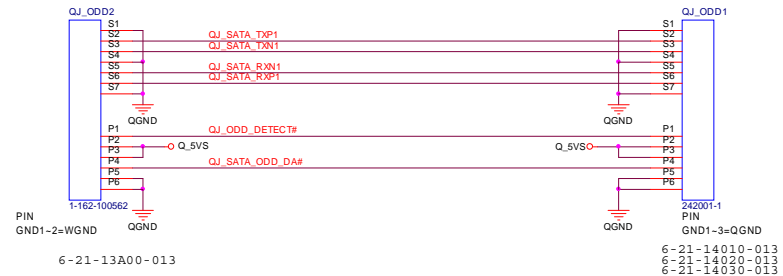 QJ_ODD2
QJ_ODD1
S1
S2
S3
S4
S5
S6
S7
QJ_SATA_TXP1
QJ_SATA_TXN1
QJ_SATA_RXN1
QJ_SATA_RXP1
S1
S2
S3
S4
S5
S6
S7
QGND
QGND
P1
P2
P3
P4
P5
P6
QJ_ODD_DETECT#
Q_5VS
Q_5VS
QJ_SATA_ODD_DA#
P1
P2
P3
P4
P5
P6
1-162-100562
QGND
QGND
242001-1
PIN
GND1~2=WGND
PIN
GND1~3=QGND
6-21-13A00-013
6-21-14010-013
6-21-14020-013
6-21-14030-013